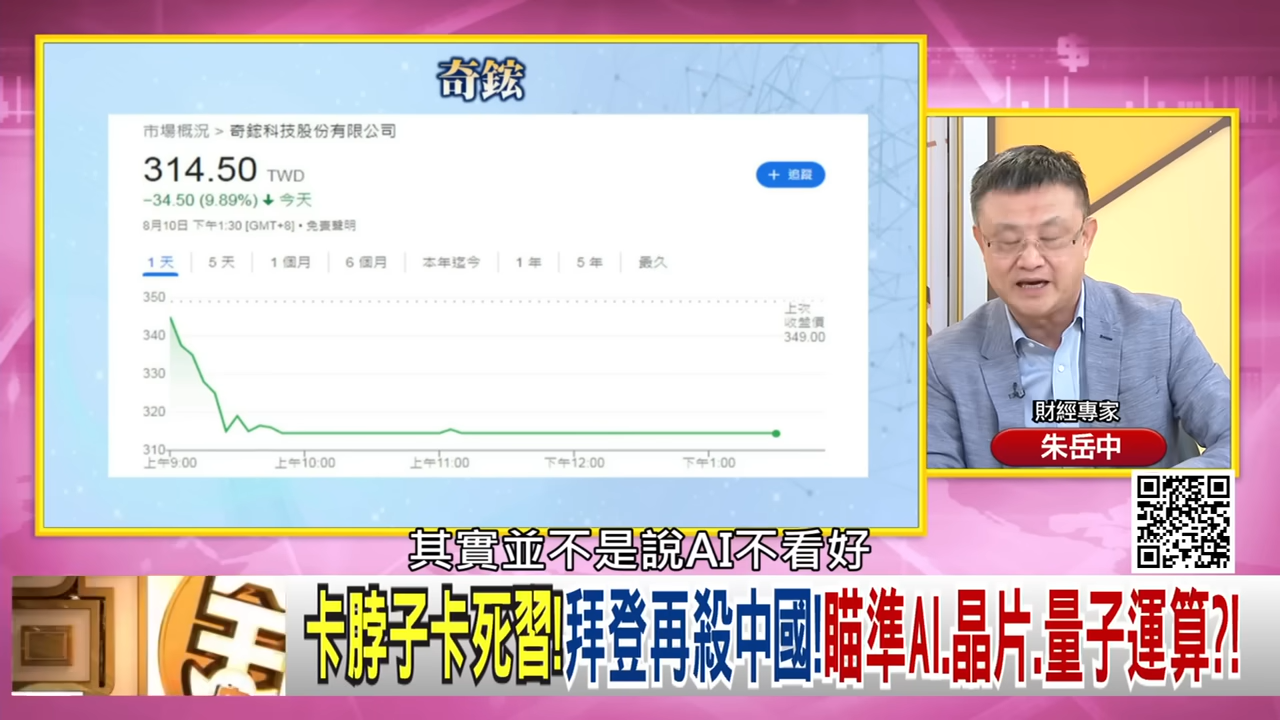 奇鋐
市場概況 > 奇鋐科技股份有限公司
314.50 TWD
+ 追蹤
−34.50 (9.89%) ↓ 今天
8月10日 下午1:30 [GMT+8] • 免責聲明
1 天 5 天 1 個月 6 個月 本年迄今 1 年 5 年 最久
350
340
330
320
310
上次
收盤價
349.00
上午9:00 上午10:00 上午11:00 下午12:00 下午1:00
財經專家
朱岳中
其實並不是說AI不看好
卡脖子卡死習!拜登再殺中國!瞄準AI.晶片.量子運算?!